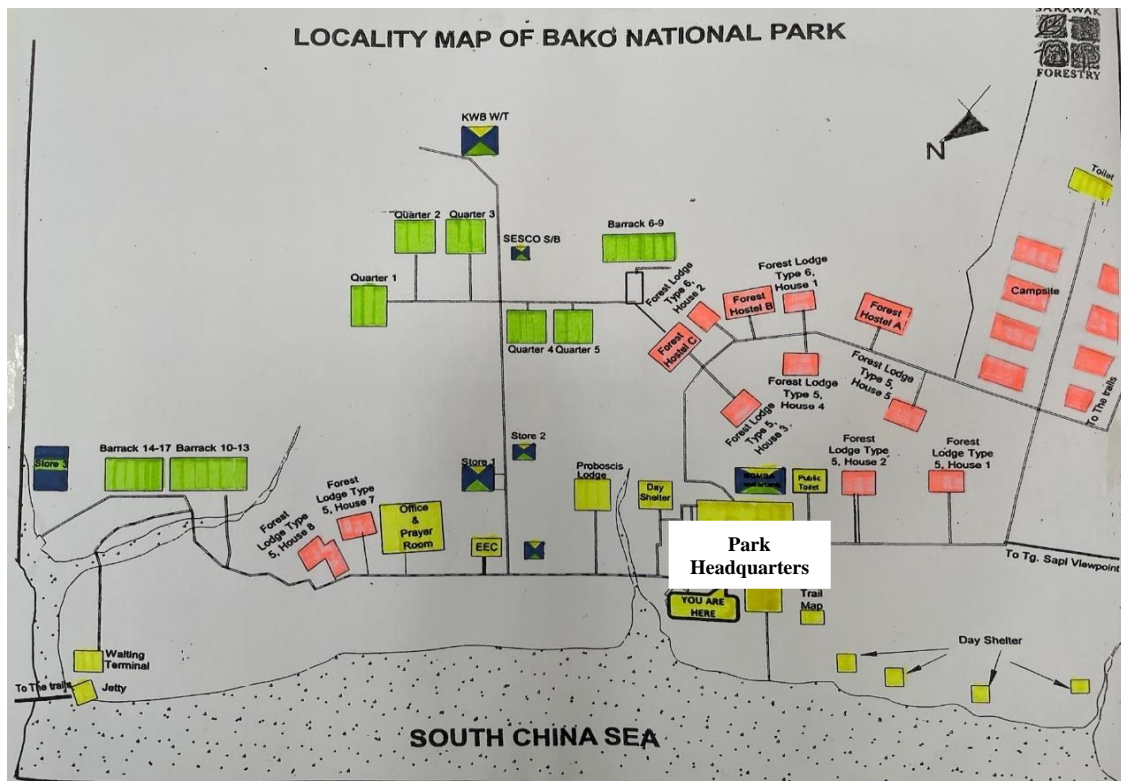 SARAWAK
FORESTRY
LOCALITY MAP OF BAKO NATIONAL PARK
KWB W/T
N
Toilet
Quarter 2
Quarter 3
SESCO S/B
Barrack 6-9
Quarter 1
Forest Lodge
Type 6,
House 2
Forest
Hostel B
Forest Lodge
Type 6,
House 1
Forest
Hostel A
Campsite
Quarter 4
Quarter 5
Forest
Hostel C
Forest Lodge
Type 5,
House 3
Forest Lodge
Type 5,
House 4
Forest Lodge
Type 5,
House 5
To The trails
Barrack 14-17
Barrack 10-13
Store 3
Store 2
Store 1
Proboscis
Lodge
Day
Shelter
BOMBA
Public
Toilet
Forest
Lodge Type
5, House 2
Forest
Lodge Type
5, House 1
Forest
Lodge Type
5, House 8
Forest
Lodge Type
5, House 7
Office
&
Prayer
Room
EEC
Park
Headquarters
To Tg. Sapi Viewpoint
YOU ARE
HERE
Trail
Map
Day Shelter
Waiting
Terminal
To The trails
Jetty
SOUTH CHINA SEA